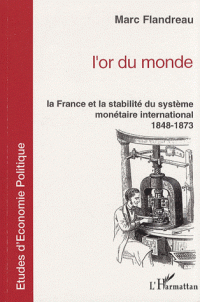 Marc Flandreau
l'or du monde
la France et la stabilité du système
monétaire international
1848-1873
Etudes d'Economie Politique
L'Harmattan